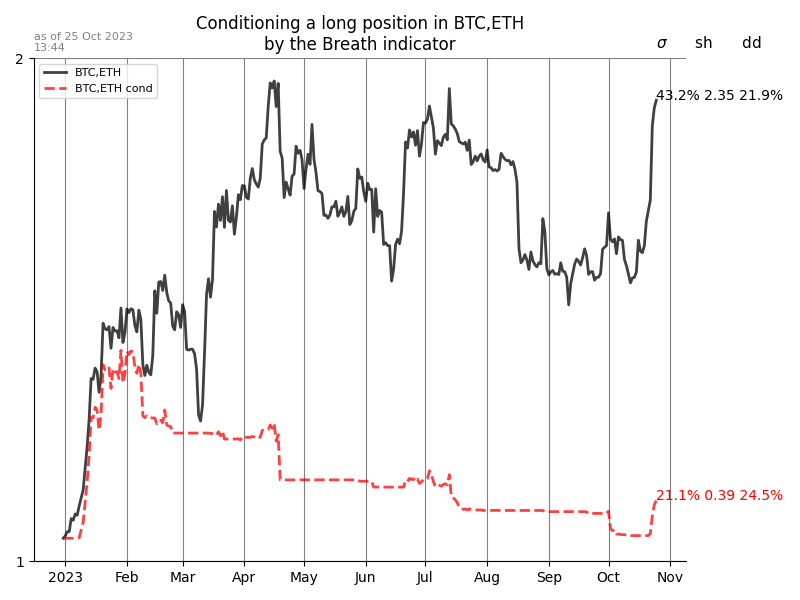 Conditioning a long position in BTC,ETH
by the Breath indicator
as of 25 Oct 2023
13:44
σ sh dd
2
BTC,ETH
BTC,ETH cond
43.2% 2.35 21.9%
21.1% 0.39 24.5%
1
2023 Feb Mar Apr May Jun Jul Aug Sep Oct Nov